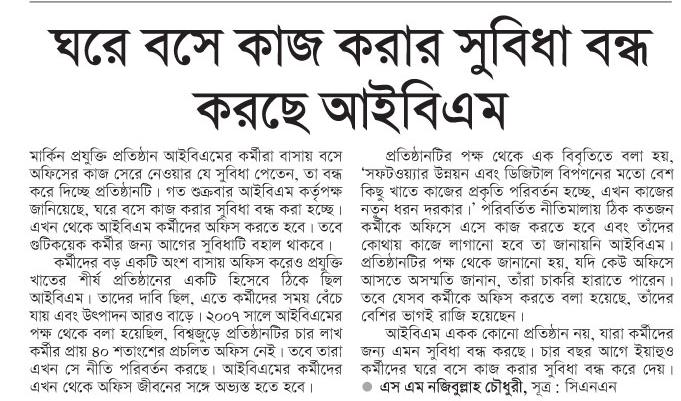 ঘরে বসে কাজ করার সুবিধা বন্ধ
করছে আইবিএম
মার্কিন প্রযুক্তি প্রতিষ্ঠান আইবিএমের কর্মীরা বাসায় বসে
অফিসের কাজ সেরে নেওয়ার যে সুবিধা পেতেন, তা বন্ধ
করে দিচ্ছে প্রতিষ্ঠানটি। গত শুক্রবার আইবিএম কর্তৃপক্ষ
জানিয়েছে, ঘরে বসে কাজ করার সুবিধা বন্ধ করা হচ্ছে।
এখন থেকে আইবিএম কর্মীদের অফিস করতে হবে। তবে
গুটিকয়েক কর্মীর জন্য আগের সুবিধাটি বহাল থাকবে।
কর্মীদের বড় একটি অংশ বাসায় অফিস করেও প্রযুক্তি
খাতের শীর্ষ প্রতিষ্ঠানের একটি হিসেবে ঠিকে ছিল
আইবিএম। তাদের দাবি ছিল, এতে কর্মীদের সময় বেঁচে
যায় এবং উৎপাদন আরও বাড়ে। ২০০৭ সালে আইবিএমের
পক্ষ থেকে বলা হয়েছিল, বিশ্বজুড়ে প্রতিষ্ঠানটির চার লাখ
কর্মীর প্রায় ৪০ শতাংশের প্রচলিত অফিস নেই। তবে তারা
এখন সে নীতি পরিবর্তন করছে। আইবিএমের কর্মীদের
এখন থেকে অফিস জীবনের সঙ্গে অভ্যস্ত হতে হবে।
প্রতিষ্ঠানটির পক্ষ থেকে এক বিবৃতিতে বলা হয়,
‘সফটওয়্যার উন্নয়ন এবং ডিজিটাল বিপণনের মতো বেশ
কিছু খাতে কাজের প্রকৃতি পরিবর্তন হচ্ছে, এখন কাজের
নতুন ধরন দরকার।’ পরিবর্তিত নীতিমালায় ঠিক কতজন
কর্মীকে অফিসে এসে কাজ করতে হবে এবং তাঁদের
কোথায় কাজে লাগানো হবে তা জানায়নি আইবিএম।
প্রতিষ্ঠানটির পক্ষ থেকে জানানো হয়, যদি কেউ অফিসে
আসতে অসম্মতি জানান, তাঁরা চাকরি হারাতে পারেন।
তবে যেসব কর্মীকে অফিস করতে বলা হয়েছে, তাঁদের
বেশির ভাগই রাজি হয়েছেন।
আইবিএম একক কোনো প্রতিষ্ঠান নয়, যারা কর্মীদের
জন্য এমন সুবিধা বন্ধ করছে। চার বছর আগে ইয়াহুও
কর্মীদের ঘরে বসে কাজ করার সুবিধা বন্ধ করে দেয়।
● এস এম নজিবুল্লাহ চৌধুরী, সূত্র : সিএনএন